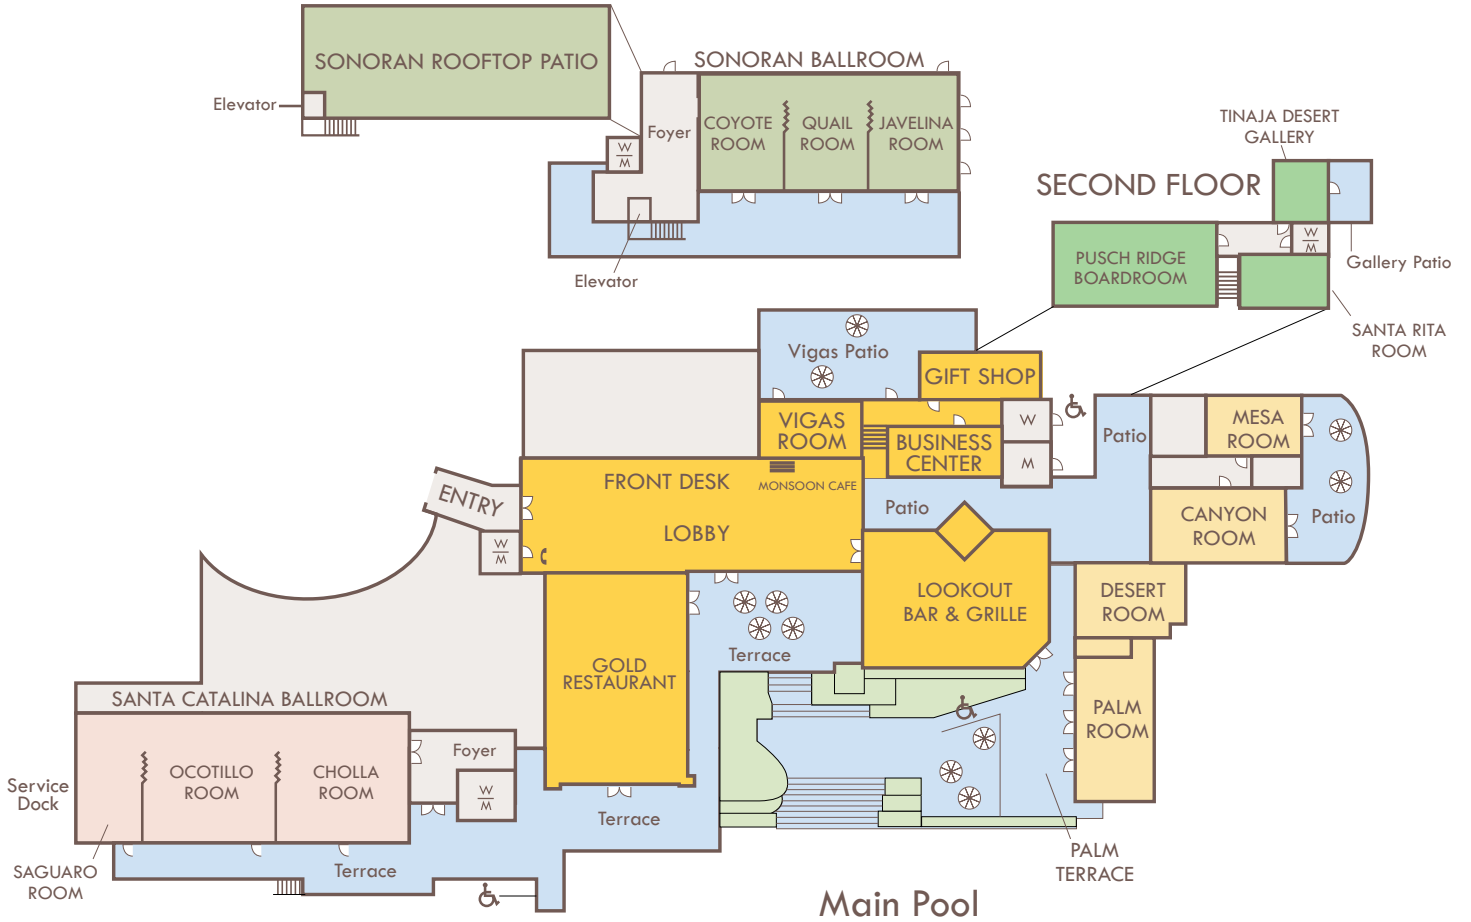 SONORAN ROOFTOP PATIO
Elevator
SONORAN BALLROOM
Foyer
COYOTE
ROOM
QUAIL
ROOM
JAVELINA
ROOM
W
M
Elevator
TINAJA DESERT
GALLERY
SECOND FLOOR
PUSCH RIDGE
BOARDROOM
W
M
Gallery Patio
SANTA RITA
ROOM
Vigas Patio
GIFT SHOP
VIGAS
ROOM
BUSINESS
CENTER
W
M
Patio
MESA
ROOM
CANYON
ROOM
Patio
ENTRY
W
M
FRONT DESK
MONSOON CAFE
LOBBY
Patio
LOOKOUT
BAR & GRILLE
DESERT
ROOM
PALM
ROOM
GOLD
RESTAURANT
Terrace
SANTA CATALINA BALLROOM
OCOTILLO
ROOM
CHOLLA
ROOM
Foyer
W
M
Service
Dock
SAGUARO
ROOM
Terrace
Terrace
PALM
TERRACE
Main Pool